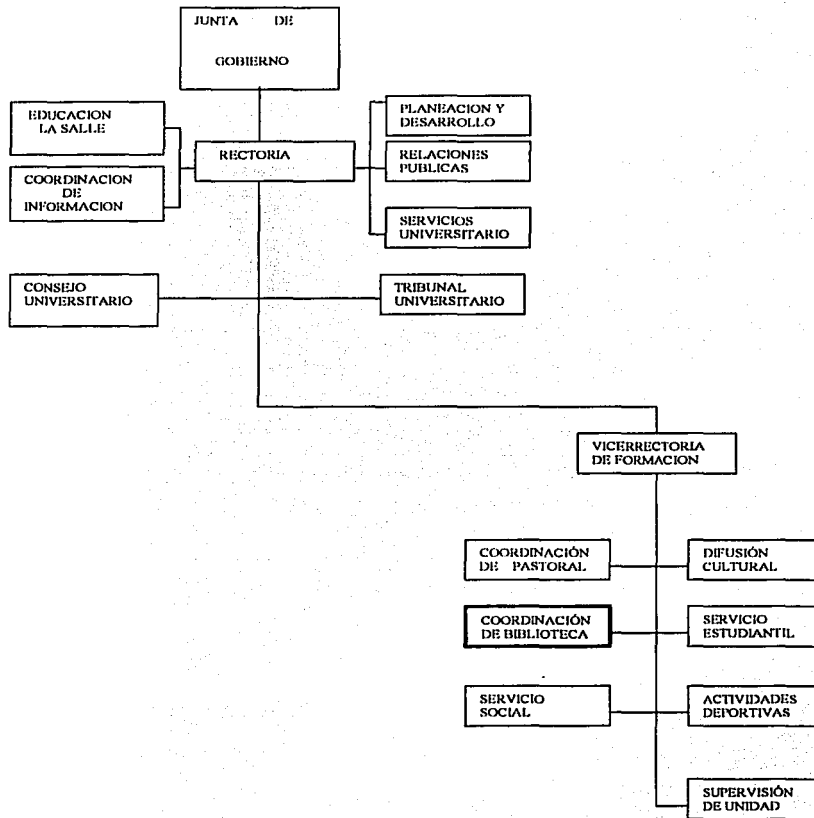 JUNTA DE
GOBIERNO
EDUCACION
LA SALLE
PLANEACION Y
DESARROLLO
RECTORIA
RELACIONES
PUBLICAS
COORDINACION
DE
INFORMACION
SERVICIOS
UNIVERSITARIO
CONSEJO
UNIVERSITARIO
TRIBUNAL
UNIVERSITARIO
VICERRECTORIA
DE FORMACION
COORDINACIÓN
DE PASTORAL
DIFUSIÓN
CULTURAL
COORDINACIÓN
DE BIBLIOTECA
SERVICIO
ESTUDIANTIL
SERVICIO
SOCIAL
ACTIVIDADES
DEPORTIVAS
SUPERVISIÓN
DE UNIDAD